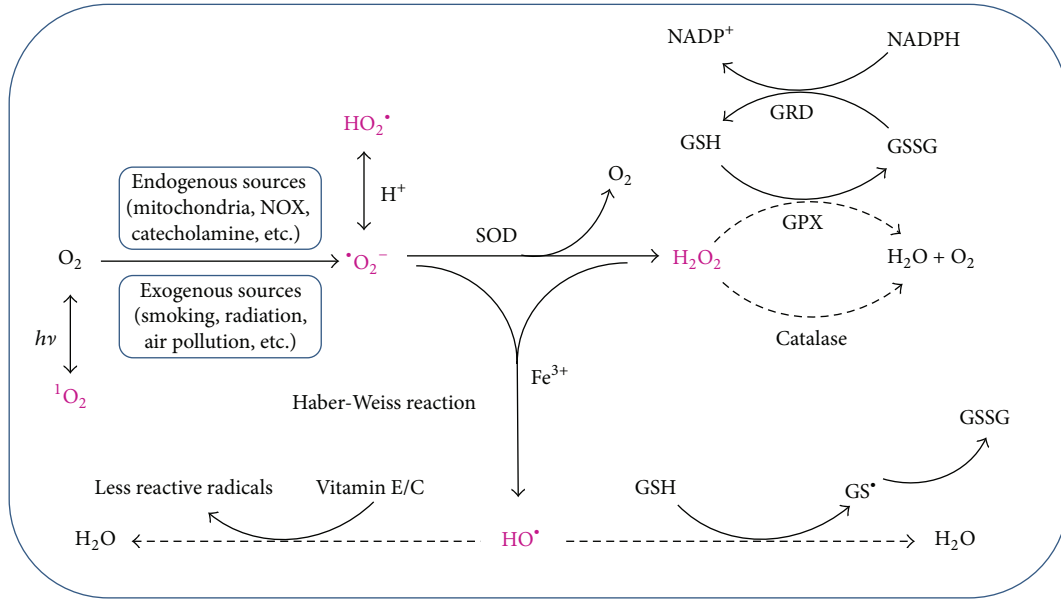 NADP⁺
NADPH
GRD
GSH
GSSG
HO₂•
H⁺
Endogenous sources
(mitochondria, NOX,
catecholamine, etc.)
O₂
GPX
SOD
O₂
•O₂⁻
H₂O₂
H₂O + O₂
Exogenous sources
(smoking, radiation,
air pollution, etc.)
hν
Catalase
¹O₂
Fe³⁺
Haber-Weiss reaction
GSSG
Less reactive radicals
Vitamin E/C
GSH
GS•
H₂O
HO•
H₂O